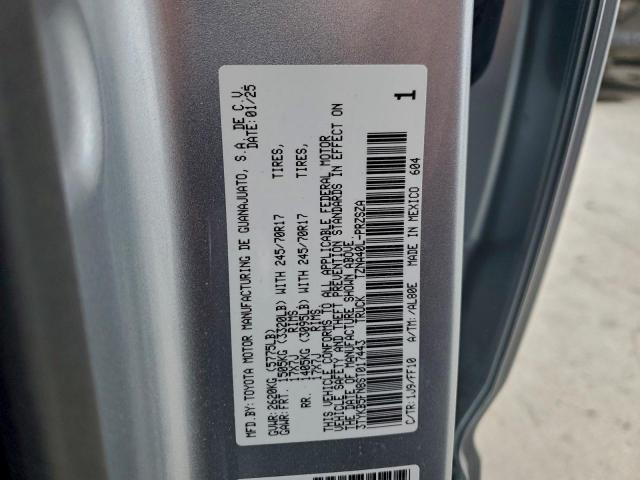 MFD.BY:TOYOTA MOTOR MANUFACTURING DE GUANAJUATO, S.A.DE C.V.
DATE: 01/25
GVWR:2620KG (5775LB)
GAWR:FRT. 1505KG (3320LB) WITH 245/70R17 TIRES,
17X7J RIMS,
RR. 1405KG (3095LB) WITH 245/70R17 TIRES,
17X7J RIMS,
THIS VEHICLE CONFORMS TO ALL APPLICABLE FEDERAL MOTOR
VEHICLE SAFETY AND THEFT PREVENTION STANDARDS IN EFFECT ON
THE DATE OF MANUFACTURE SHOWN ABOVE.
3TYKB5FN8ST017443 TRUCK TZNA40L-PRZSZA
C/TR:1J9/FF10 A/TM:/AL80E MADE IN MEXICO 604
1